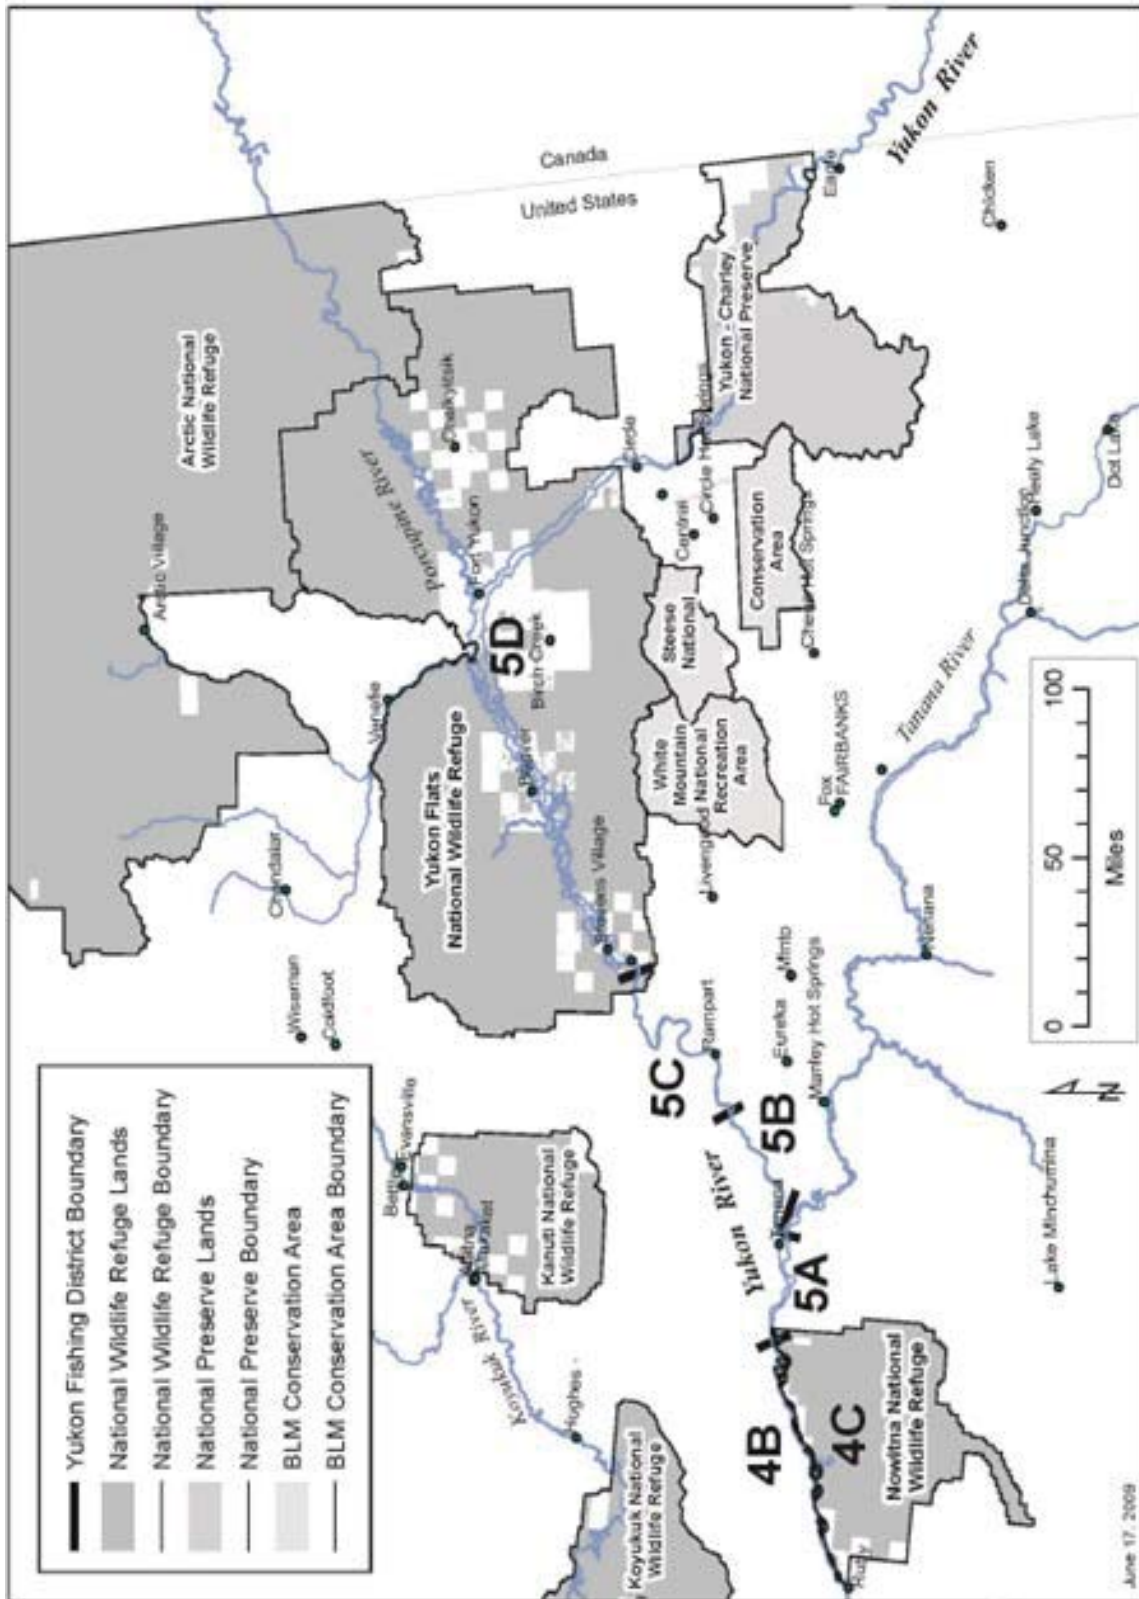 Yukon Fishing District Boundary
National Wildlife Refuge Lands
National Wildlife Refuge Boundary
National Preserve Lands
National Preserve Boundary
BLM Conservation Area
BLM Conservation Area Boundary
Arctic National
Wildlife Refuge
Arctic Village
Canada
United States
Chandalar
Wiseman
Coldfoot
Venetie
Porcupine River
Chalkyitsik
Fort Yukon
5D
Birch Creek
Yukon Flats
National Wildlife Refuge
Beaver
Stevens Village
Evansville
Kanuti National
Wildlife Refuge
Koyukuk River
Hughes
Koyukuk National
Wildlife Refuge
Circle
Circle Hot Springs
Central
Steese
National
Conservation
Area
White
Mountain
National
Recreation
Area
Yukon - Charley
National Preserve
Eagle
Yukon River
Chicken
Livengood
Chena Hot Springs
Fox
FAIRBANKS
Rampart
5C
Eureka
Minto
Manley Hot Springs
5B
Yukon River
Tanana
5A
4B
4C
Ruby
Nowitna National
Wildlife Refuge
Nenana
Tanana River
Delta Junction
Healy Lake
Dot Lake
Lake Minchumina
N
0 50 100
Miles
June 17, 2009